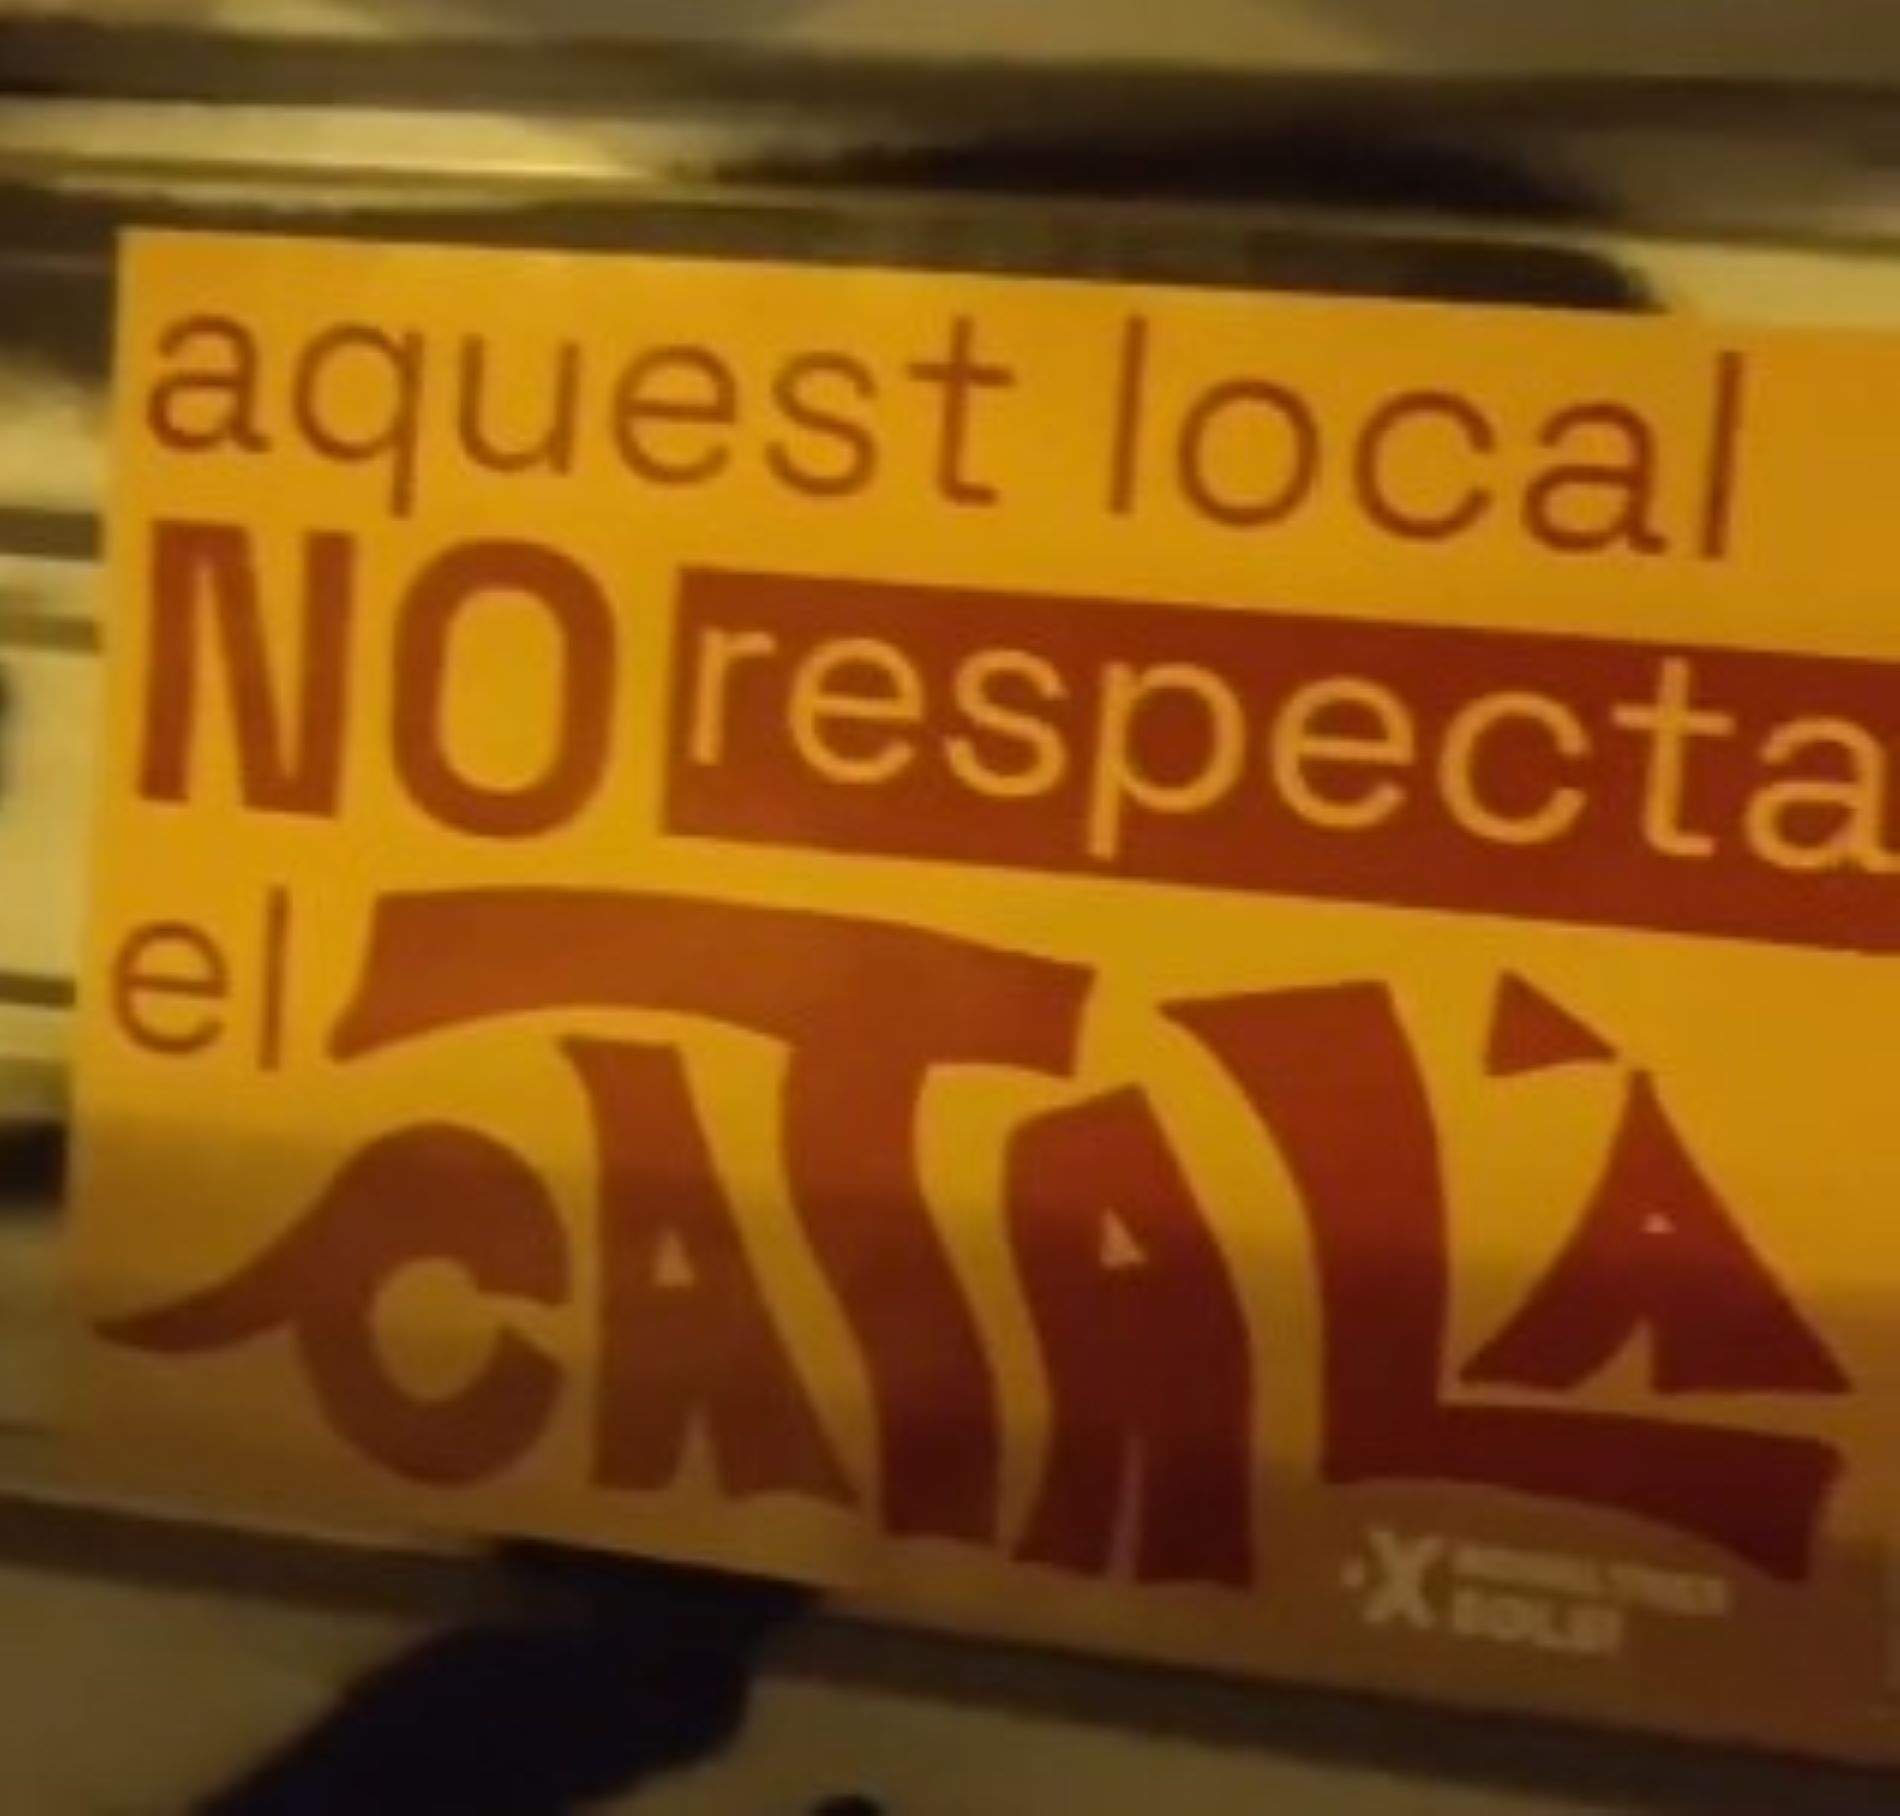 aquest local
NO respecta
el CATALÀ